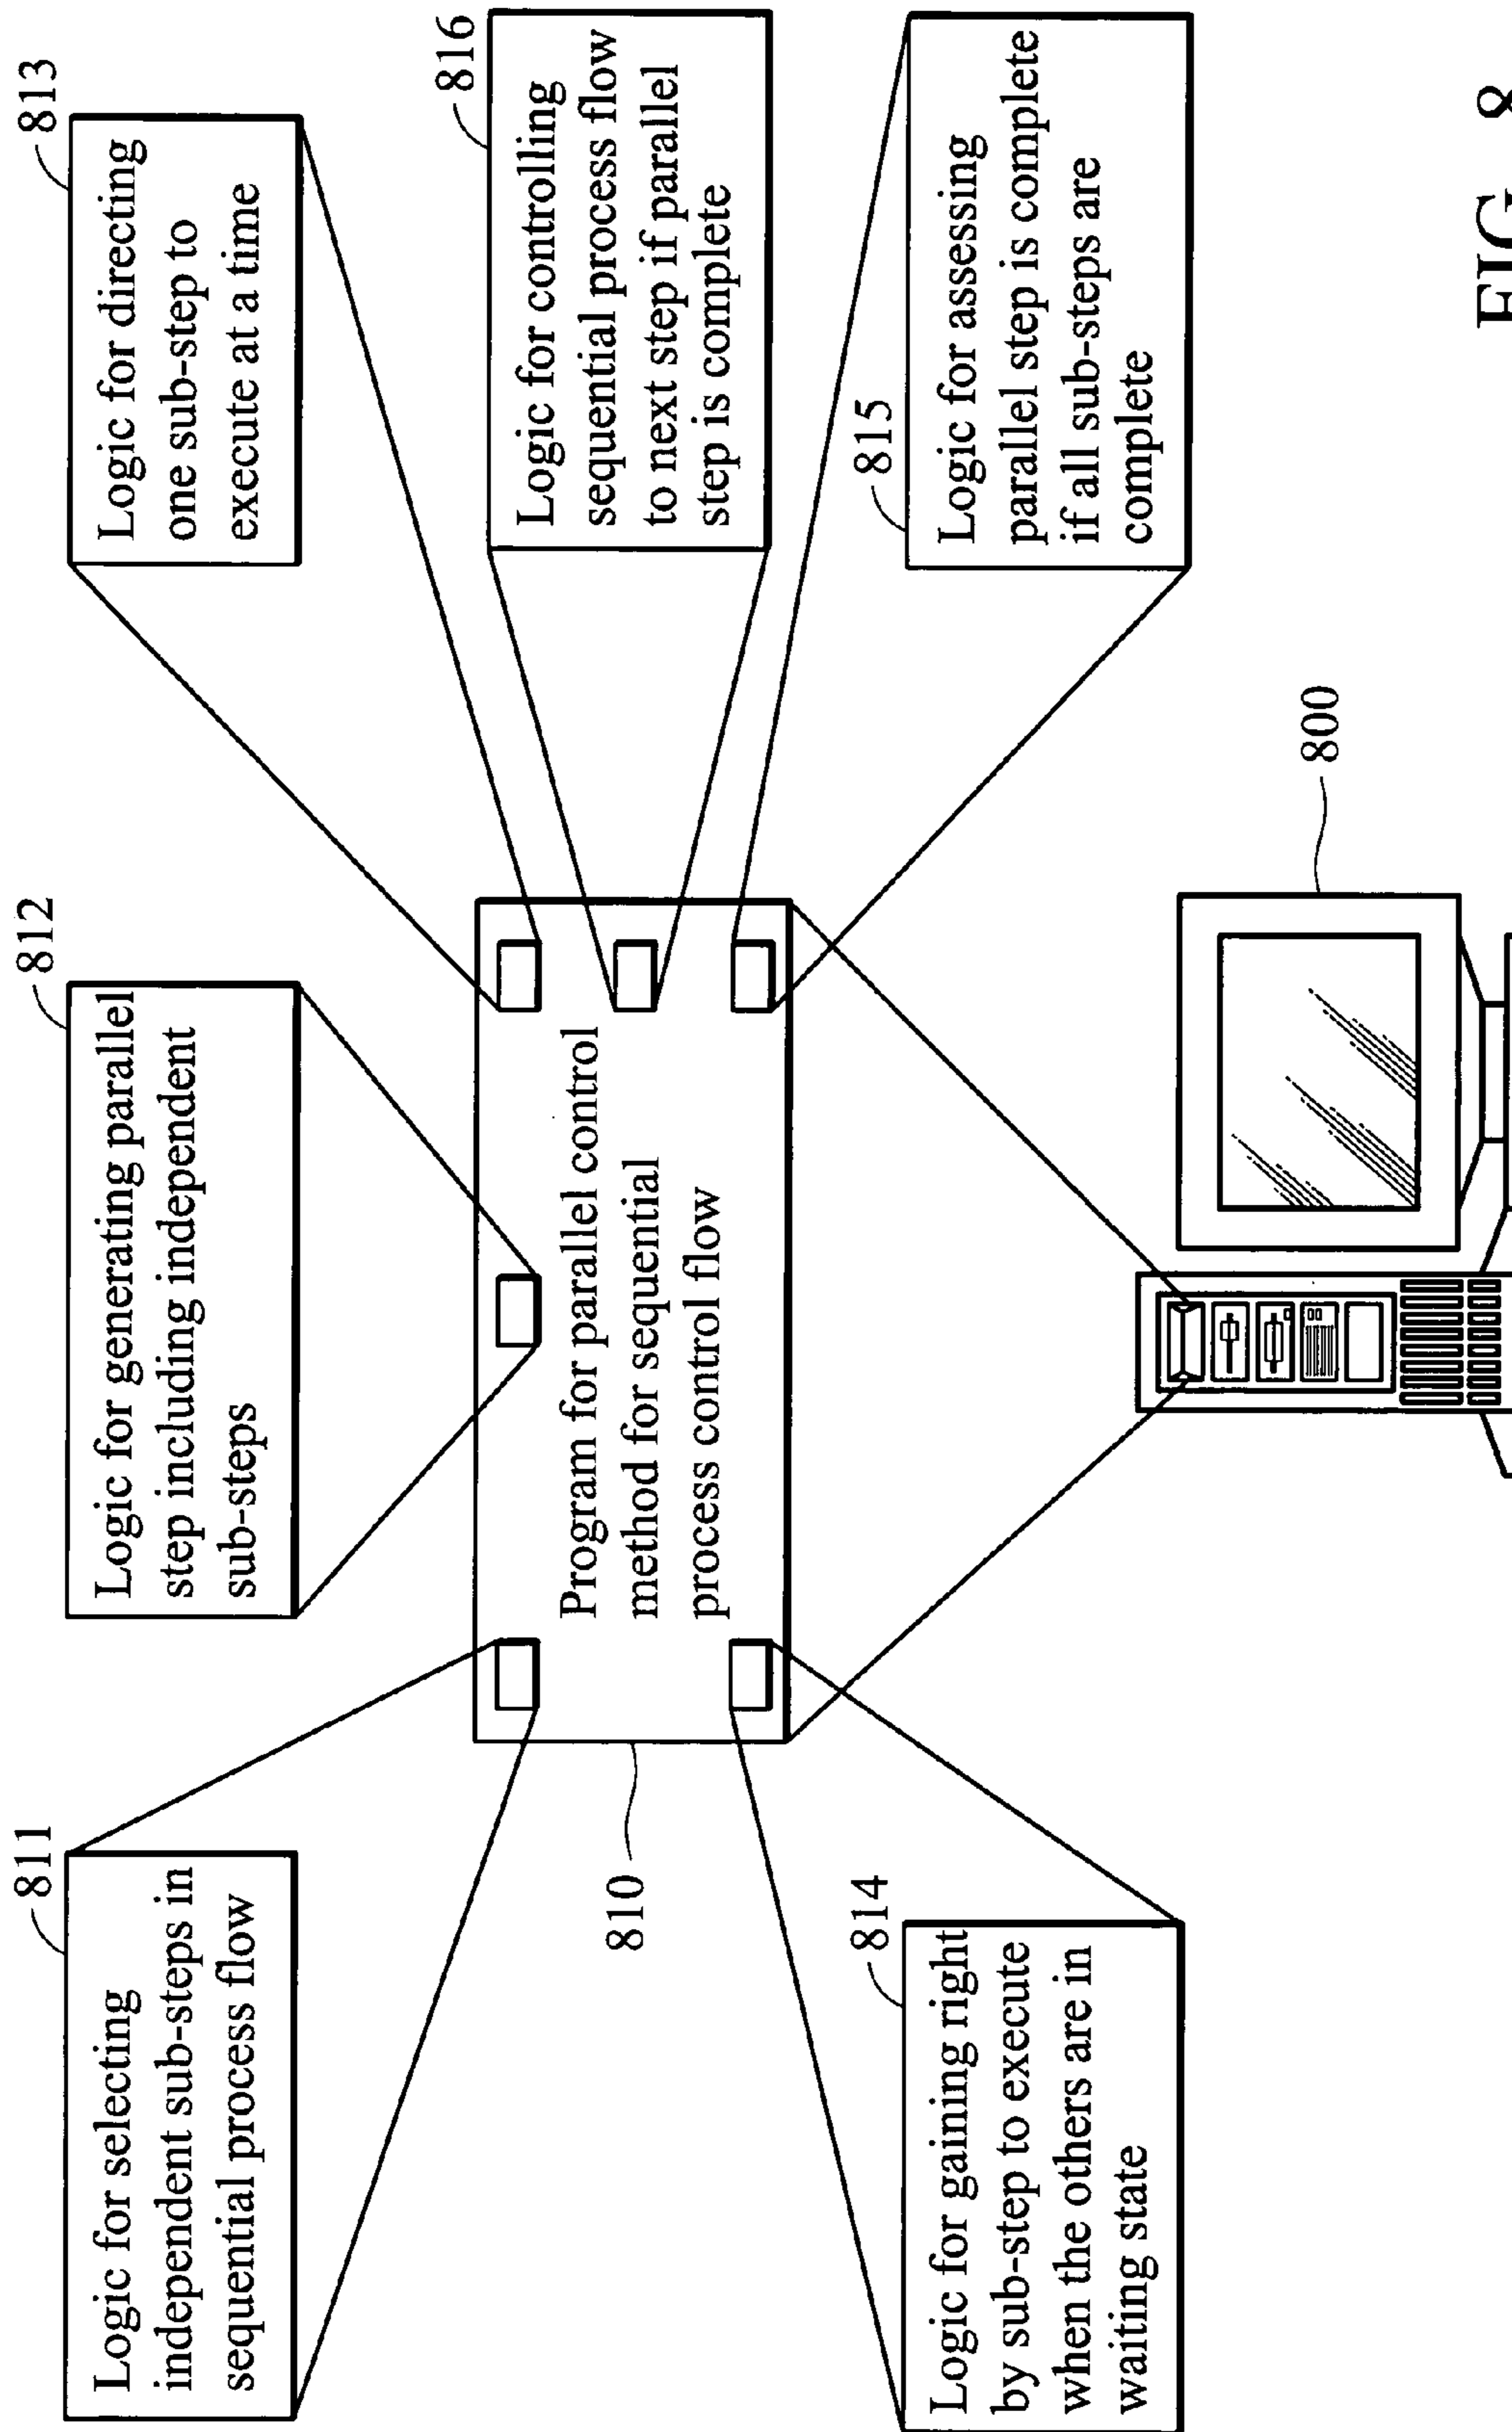 811
Logic for selecting
independent sub-steps in
sequential process flow
812
Logic for generating parallel
step including independent
sub-steps
813
Logic for directing
one sub-step to
execute at a time
816
Logic for controlling
sequential process flow
to next step if parallel
step is complete
810
Program for parallel control
method for sequential
process control flow
814
Logic for gaining right
by sub-step to execute
when the others are in
waiting state
815
Logic for assessing
parallel step is complete
if all sub-steps are
complete
800
FIG. 8